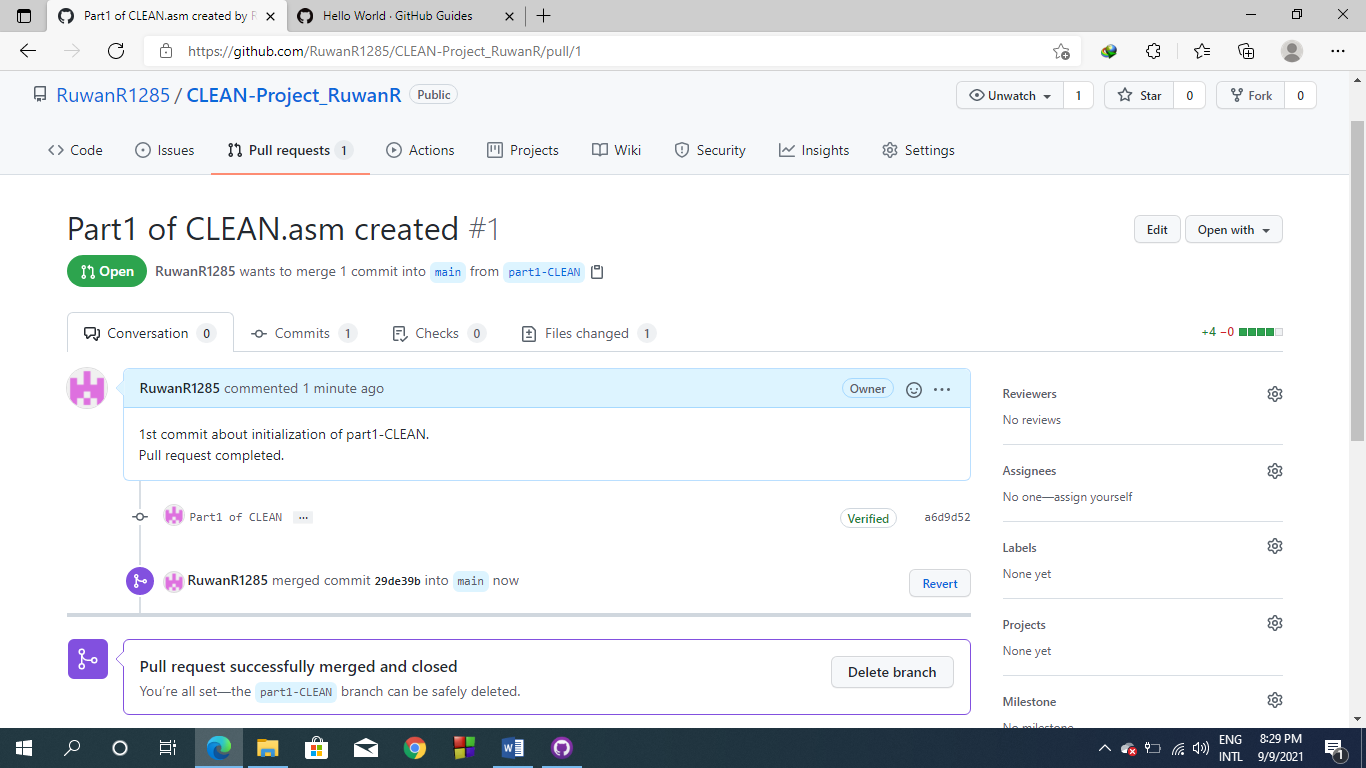 Part1 of CLEAN.asm created by R
Hello World · GitHub Guides
https://github.com/RuwanR1285/CLEAN-Project_RuwanR/pull/1
RuwanR1285 / CLEAN-Project_RuwanR Public
Unwatch 1 Star 0 Fork 0
Code Issues Pull requests 1 Actions Projects Wiki Security Insights Settings
Part1 of CLEAN.asm created #1
Edit Open with
Open RuwanR1285 wants to merge 1 commit into main from part1-CLEAN
Conversation 0 Commits 1 Checks 0 Files changed 1 +4 −0
RuwanR1285 commented 1 minute ago Owner
1st commit about initialization of part1-CLEAN.
Pull request completed.
Part1 of CLEAN ... Verified a6d9d52
RuwanR1285 merged commit 29de39b into main now Revert
Pull request successfully merged and closed
You're all set—the part1-CLEAN branch can be safely deleted.
Delete branch
Reviewers
No reviews
Assignees
No one—assign yourself
Labels
None yet
Projects
None yet
Milestone
No milestone
ENG
INTL
8:29 PM
9/9/2021
1